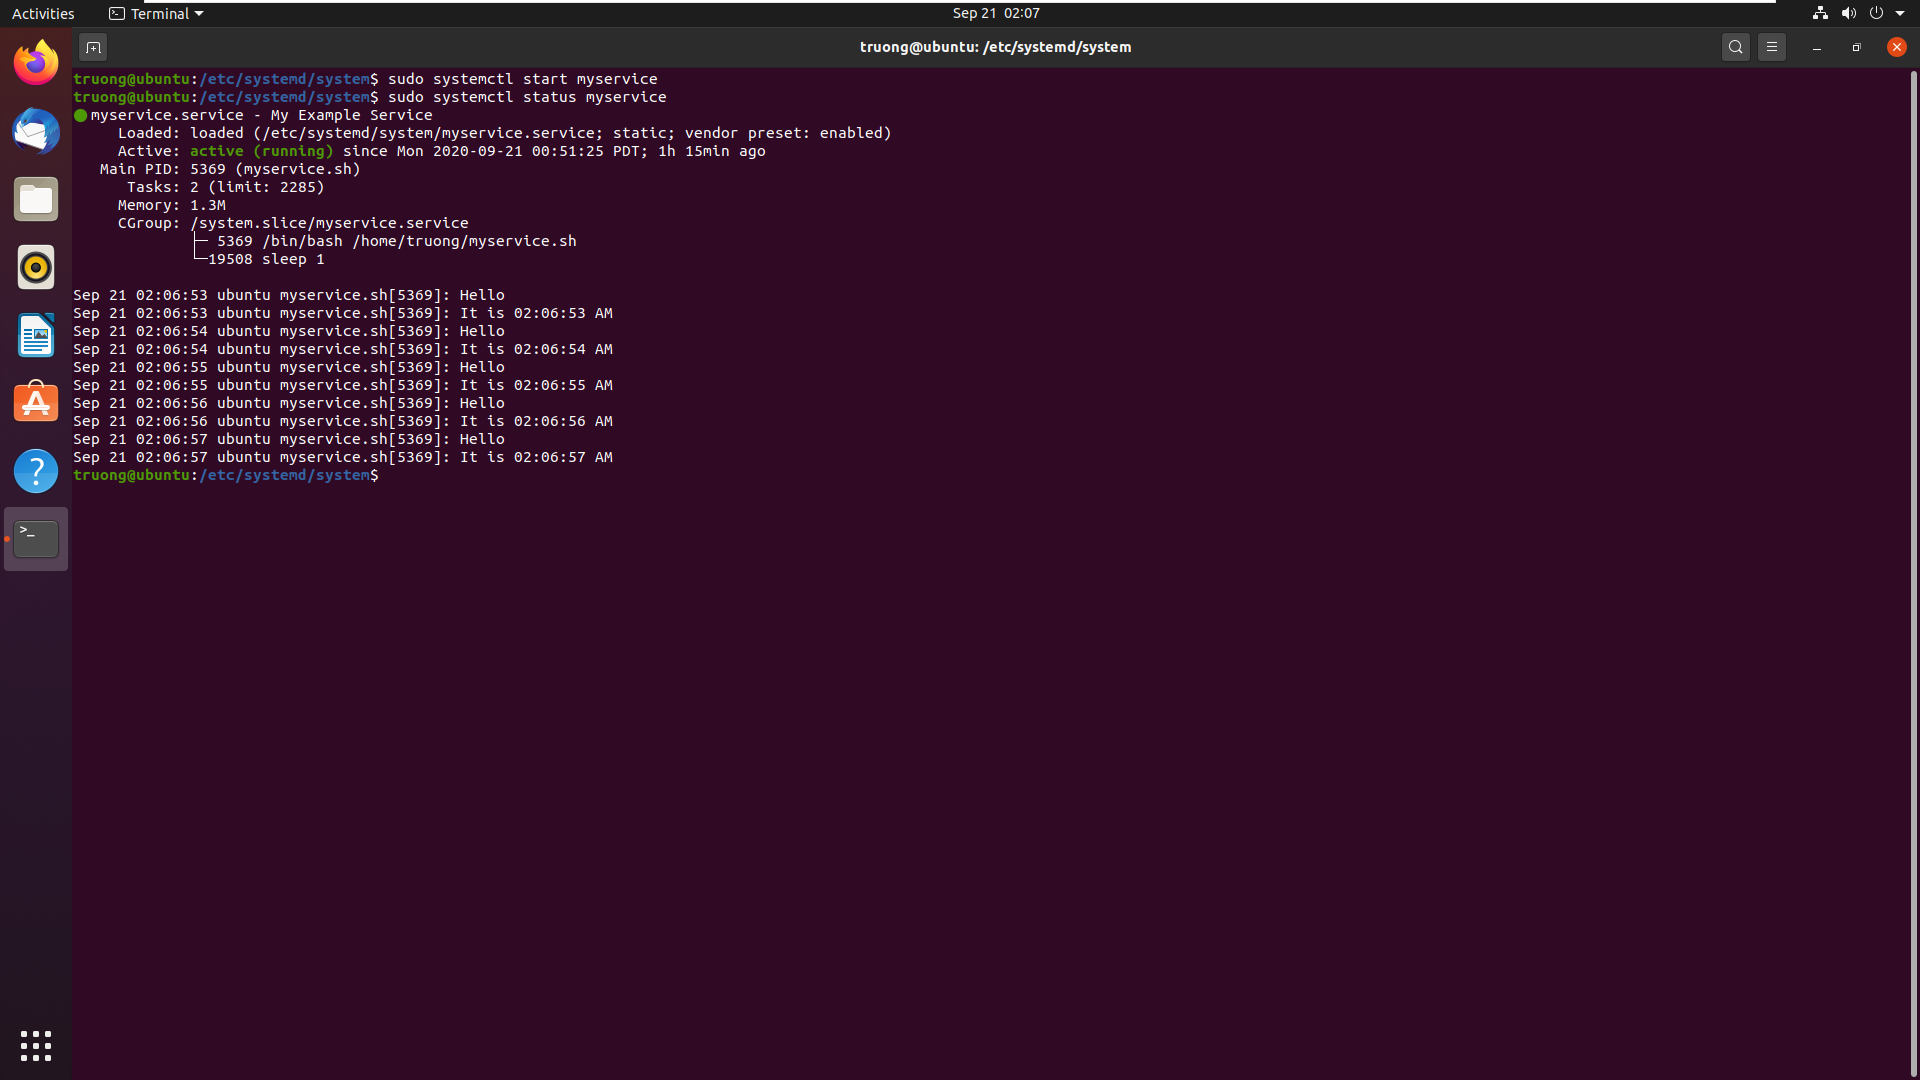 Activities Terminal Sep 21 02:07
truong@ubuntu: /etc/systemd/system
truong@ubuntu:/etc/systemd/system$ sudo systemctl start myservice
truong@ubuntu:/etc/systemd/system$ sudo systemctl status myservice
● myservice.service - My Example Service
     Loaded: loaded (/etc/systemd/system/myservice.service; static; vendor preset: enabled)
     Active: active (running) since Mon 2020-09-21 00:51:25 PDT; 1h 15min ago
   Main PID: 5369 (myservice.sh)
      Tasks: 2 (limit: 2285)
     Memory: 1.3M
     CGroup: /system.slice/myservice.service
             ├─ 5369 /bin/bash /home/truong/myservice.sh
             └─19508 sleep 1
Sep 21 02:06:53 ubuntu myservice.sh[5369]: Hello
Sep 21 02:06:53 ubuntu myservice.sh[5369]: It is 02:06:53 AM
Sep 21 02:06:54 ubuntu myservice.sh[5369]: Hello
Sep 21 02:06:54 ubuntu myservice.sh[5369]: It is 02:06:54 AM
Sep 21 02:06:55 ubuntu myservice.sh[5369]: Hello
Sep 21 02:06:55 ubuntu myservice.sh[5369]: It is 02:06:55 AM
Sep 21 02:06:56 ubuntu myservice.sh[5369]: Hello
Sep 21 02:06:56 ubuntu myservice.sh[5369]: It is 02:06:56 AM
Sep 21 02:06:57 ubuntu myservice.sh[5369]: Hello
Sep 21 02:06:57 ubuntu myservice.sh[5369]: It is 02:06:57 AM
truong@ubuntu:/etc/systemd/system$